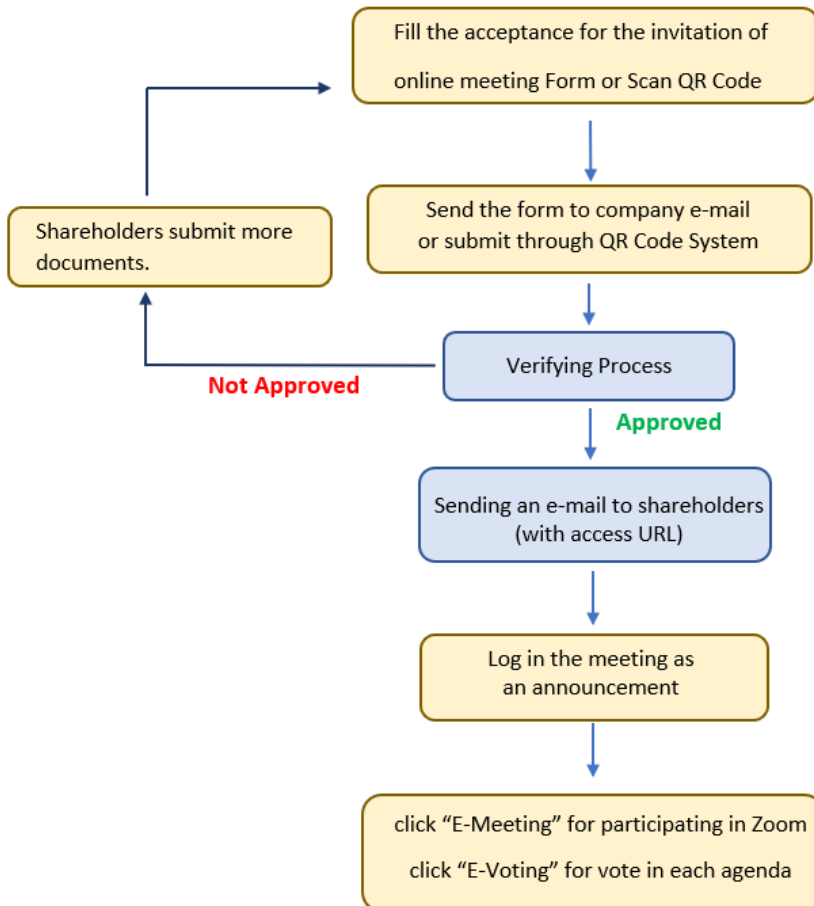 Fill the acceptance for the invitation of
online meeting Form or Scan QR Code
Send the form to company e-mail
or submit through QR Code System
Shareholders submit more
documents.
Verifying Process
Not Approved
Approved
Sending an e-mail to shareholders
(with access URL)
Log in the meeting as
an announcement
click “E-Meeting” for participating in Zoom
click “E-Voting” for vote in each agenda